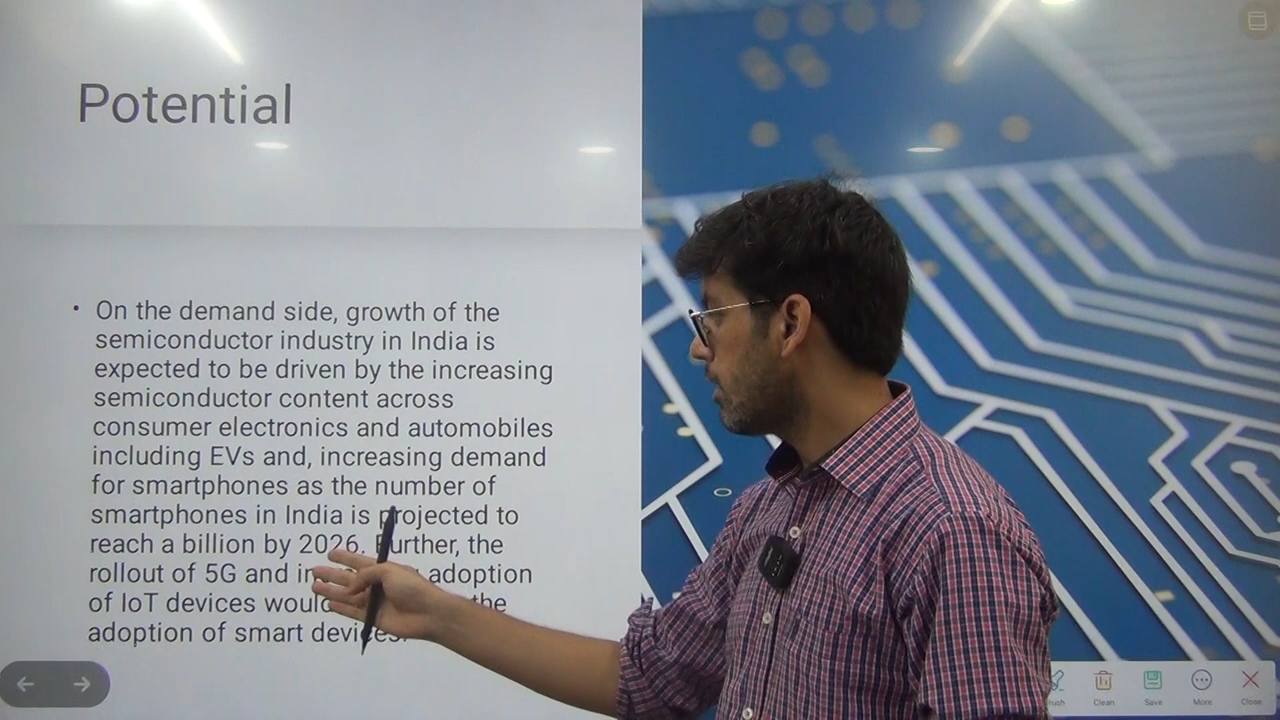 Potential
• On the demand side, growth of the
semiconductor industry in India is
expected to be driven by the increasing
semiconductor content across
consumer electronics and automobiles
including EVs and, increasing demand
for smartphones as the number of
smartphones in India is projected to
reach a billion by 2026. Further, the
rollout of 5G and adoption
of IoT devices the
adoption of smart devices.
Clean Save More Close